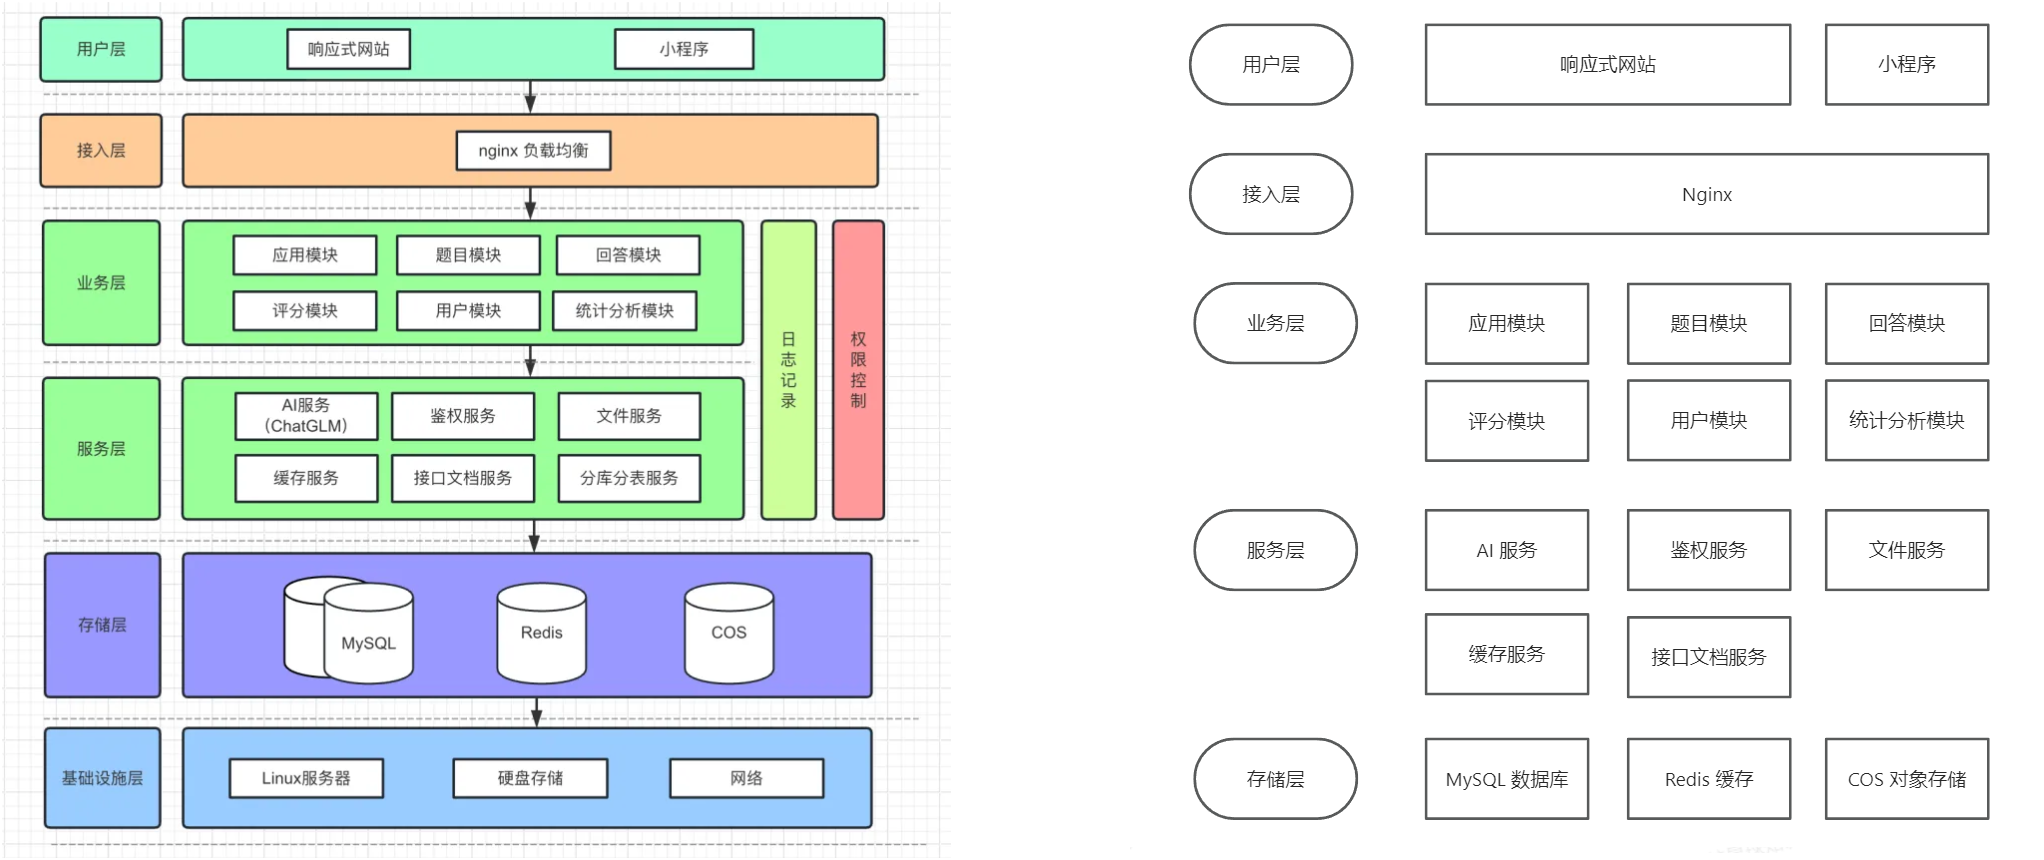 用户层
响应式网站
小程序
接入层
nginx 负载均衡
业务层
应用模块
题目模块
回答模块
评分模块
用户模块
统计分析模块
日志记录
权限控制
服务层
AI服务
（ChatGLM）
鉴权服务
文件服务
缓存服务
接口文档服务
分库分表服务
存储层
MySQL
Redis
COS
基础设施层
Linux服务器
硬盘存储
网络
用户层
响应式网站
小程序
接入层
Nginx
业务层
应用模块
题目模块
回答模块
评分模块
用户模块
统计分析模块
服务层
AI 服务
鉴权服务
文件服务
缓存服务
接口文档服务
存储层
MySQL 数据库
Redis 缓存
COS 对象存储